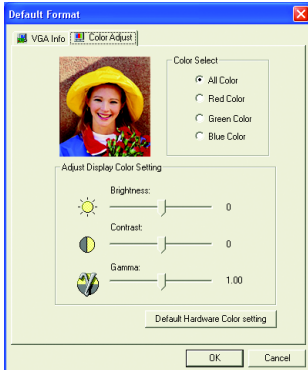 Default Format
VGA Info
Color Adjust
Color Select
All Color
Red Color
Green Color
Blue Color
Adjust Display Color Setting
Brightness:
0
Contrast:
0
Gamma:
1.00
Default Hardware Color setting
OK
Cancel